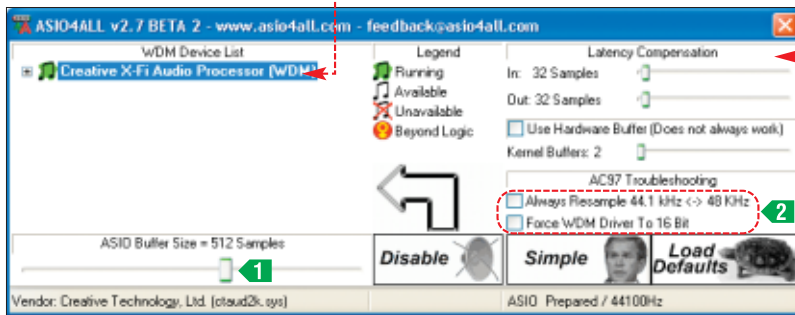 ASIO4ALL v2.7 BETA 2 - www.asio4all.com - feedback@asio4all.com
WDM Device List
Creative X-Fi Audio Processor (WDM)
Legend
Running
Available
Unavailable
Beyond Logic
Latency Compensation
In: 32 Samples
Out: 32 Samples
Use Hardware Buffer (Does not always work)
Kernel Buffers: 2
AC97 Troubleshooting
Always Resample 44.1 kHz <-> 48 KHz
Force WDM Driver To 16 Bit
2
ASIO Buffer Size = 512 Samples
1
Disable
Simple
Load
Defaults
Vendor: Creative Technology, Ltd. (ctaud2k.sys)
ASIO Prepared / 44100Hz